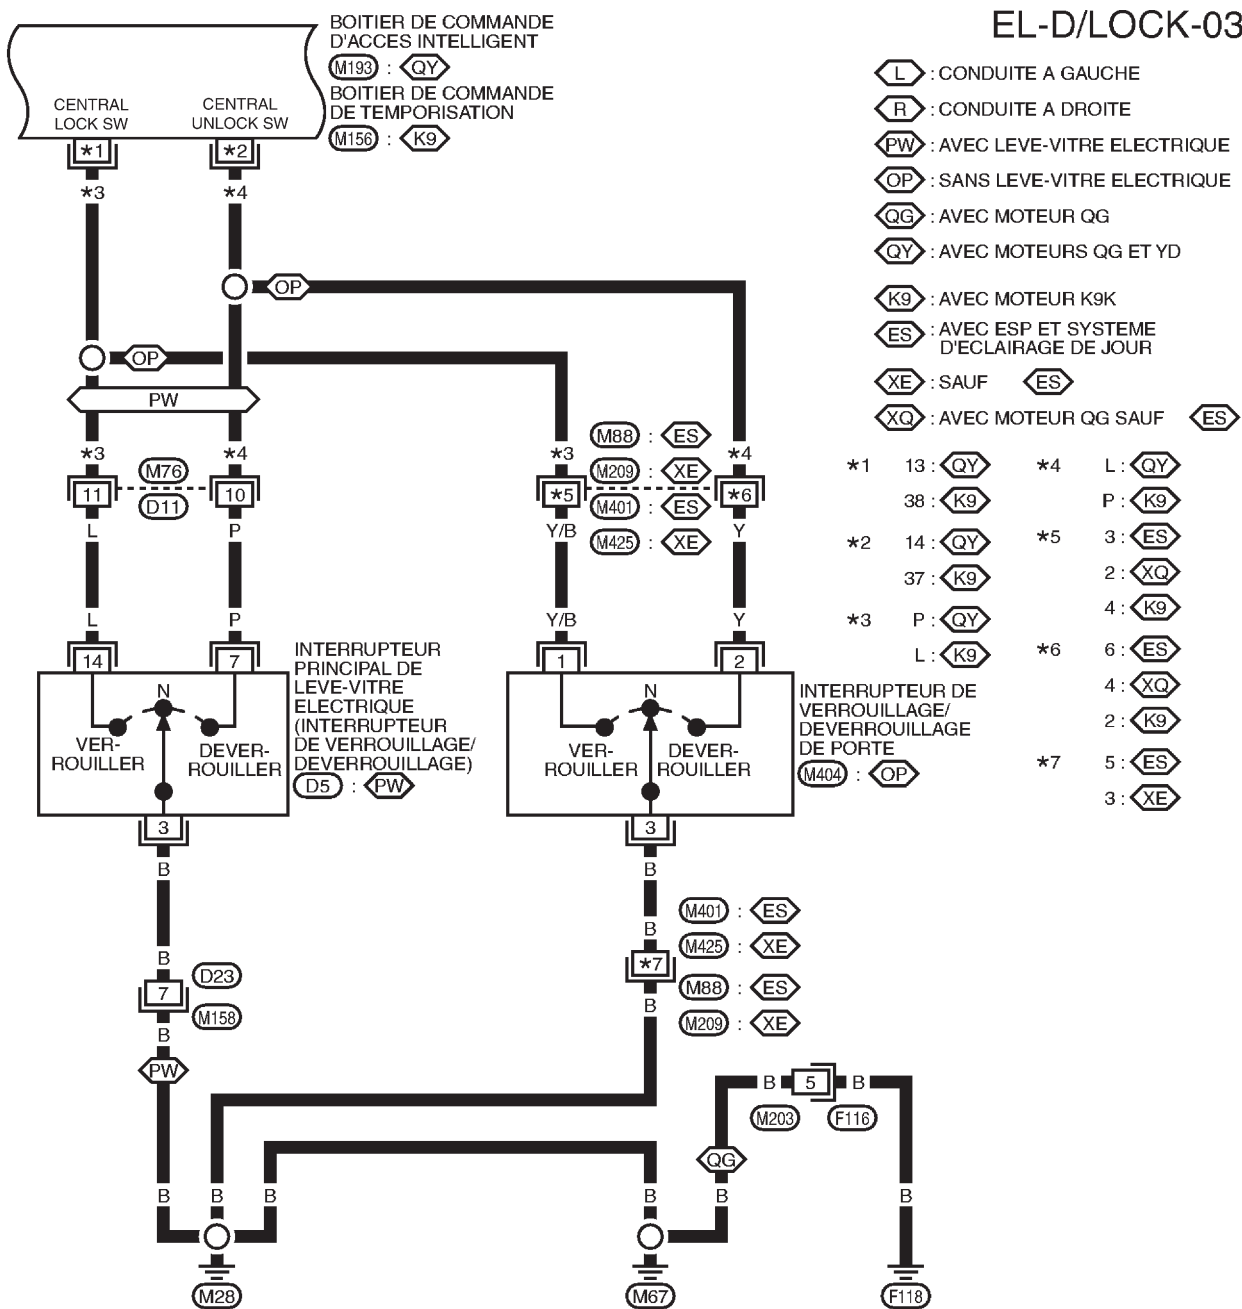 EL-D/LOCK-03
BOITIER DE COMMANDE
D'ACCES INTELLIGENT
M193 : QY
BOITIER DE COMMANDE
DE TEMPORISATION
M156 : K9
CENTRAL
LOCK SW
CENTRAL
UNLOCK SW
*1
*2
*3
*4
OP
OP
PW
*3
*4
*3
*4
M76
D11
11
10
*5
*6
M88 : ES
M209 : XE
M401 : ES
M425 : XE
L
P
Y/B
Y
L
P
Y/B
Y
14
7
1
2
INTERRUPTEUR
PRINCIPAL DE
LEVE-VITRE
ELECTRIQUE
(INTERRUPTEUR
DE VERROUILLAGE/
DEVERROUILLAGE)
D5 : PW
N
VER-
ROUILLER
DEVER-
ROUILLER
N
VER-
ROUILLER
DEVER-
ROUILLER
INTERRUPTEUR DE
VERROUILLAGE/
DEVERROUILLAGE
DE PORTE
M404 : OP
3
3
B
B
B
B
M401 : ES
M425 : XE
*7
M88 : ES
M209 : XE
D23
7
M158
B
B
PW
B 5 B
M203
F116
QG
B
B
B
B
B
B
M28
M67
F118
L : CONDUITE A GAUCHE
R : CONDUITE A DROITE
PW : AVEC LEVE-VITRE ELECTRIQUE
OP : SANS LEVE-VITRE ELECTRIQUE
QG : AVEC MOTEUR QG
QY : AVEC MOTEURS QG ET YD
K9 : AVEC MOTEUR K9K
ES : AVEC ESP ET SYSTEME
D'ECLAIRAGE DE JOUR
XE : SAUF ES
XQ : AVEC MOTEUR QG SAUF ES
*1 13 : QY
38 : K9
*2 14 : QY
37 : K9
*3 P : QY
L : K9
*4 L : QY
P : K9
*5 3 : ES
2 : XQ
4 : K9
*6 6 : ES
4 : XQ
2 : K9
*7 5 : ES
3 : XE